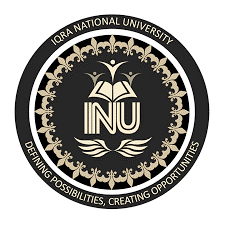 IQRA NATIONAL UNIVERSITY
INU
DEFINING POSSIBILITIES, CREATING OPPORTUNITIES